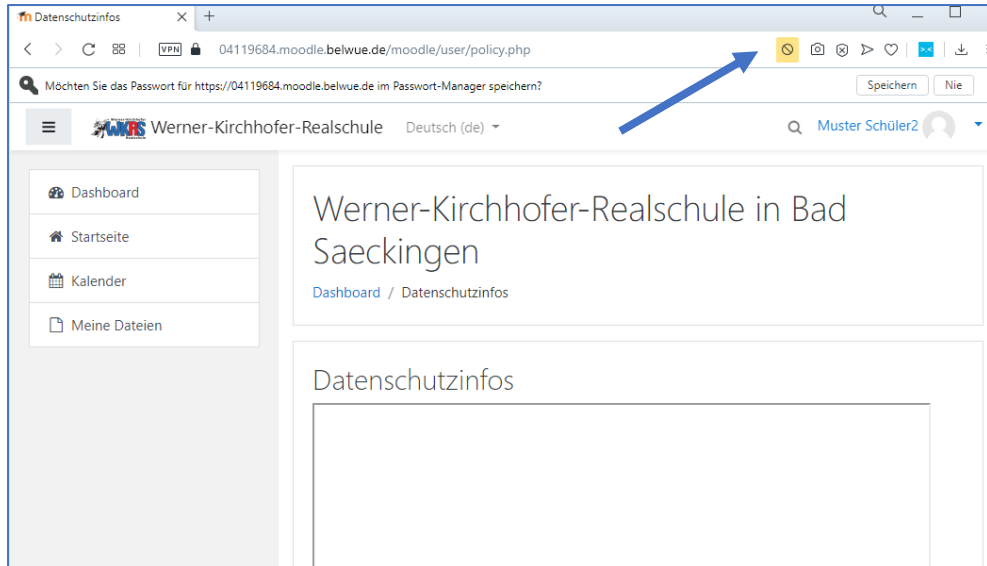 Datenschutzinfos
VPN 04119684.moodle.belwue.de/moodle/user/policy.php
Möchten Sie das Passwort für https://04119684.moodle.belwue.de im Passwort-Manager speichern? Speichern Nie
WKRS Werner-Kirchhofer-Realschule Deutsch (de) Muster Schüler2
Dashboard
Startseite
Kalender
Meine Dateien
Werner-Kirchhofer-Realschule in Bad
Saeckingen
Dashboard / Datenschutzinfos
Datenschutzinfos